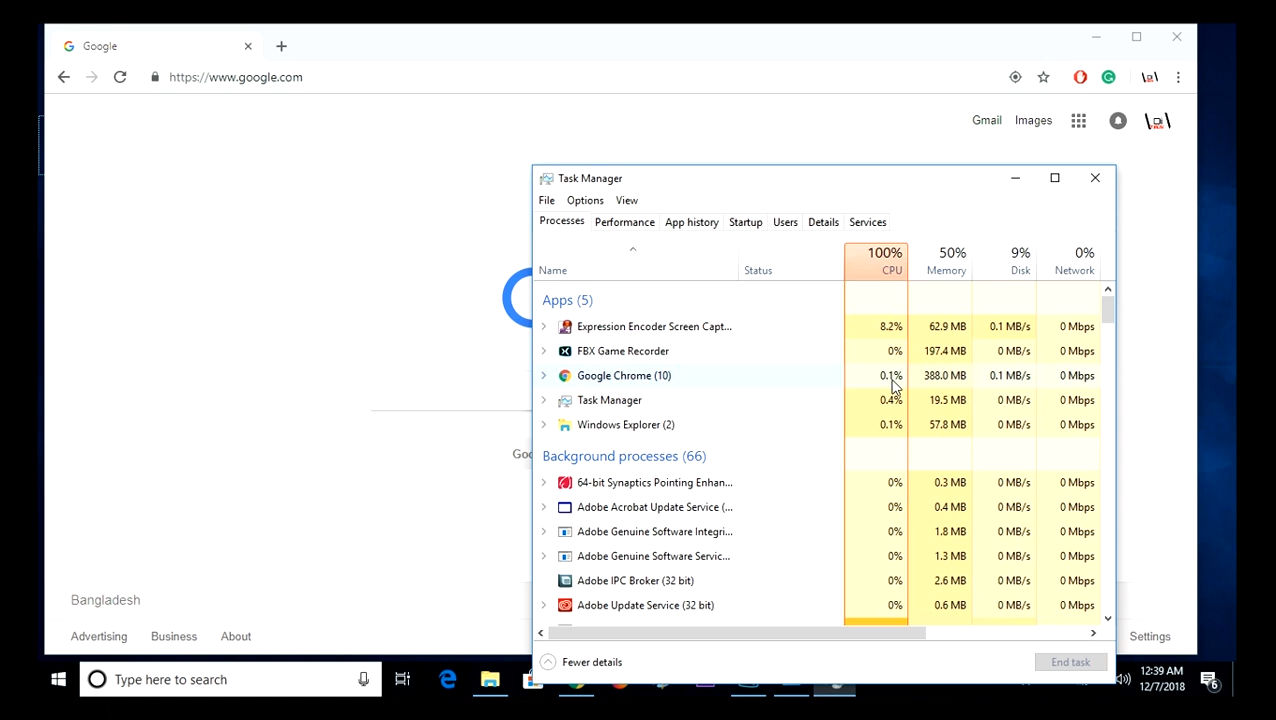 Google
https://www.google.com
Gmail Images
Task Manager
File Options View
Processes Performance App history Startup Users Details Services
100% 50% 9% 0%
Name Status CPU Memory Disk Network
Apps (5)
Expression Encoder Screen Capt... 8.2% 62.9 MB 0.1 MB/s 0 Mbps
FBX Game Recorder 0% 197.4 MB 0 MB/s 0 Mbps
Google Chrome (10) 0.1% 388.0 MB 0.1 MB/s 0 Mbps
Task Manager 0.4% 19.5 MB 0 MB/s 0 Mbps
Windows Explorer (2) 0.1% 57.8 MB 0 MB/s 0 Mbps
Goo
Background processes (66)
64-bit Synaptics Pointing Enhan... 0% 0.3 MB 0 MB/s 0 Mbps
Adobe Acrobat Update Service (... 0% 0.4 MB 0 MB/s 0 Mbps
Adobe Genuine Software Integri... 0% 1.8 MB 0 MB/s 0 Mbps
Adobe Genuine Software Servic... 0% 1.3 MB 0 MB/s 0 Mbps
Adobe IPC Broker (32 bit) 0% 2.6 MB 0 MB/s 0 Mbps
Adobe Update Service (32 bit) 0% 0.6 MB 0 MB/s 0 Mbps
Bangladesh
Advertising Business About Settings
Fewer details End task
Type here to search
12:39 AM
12/7/2018
6